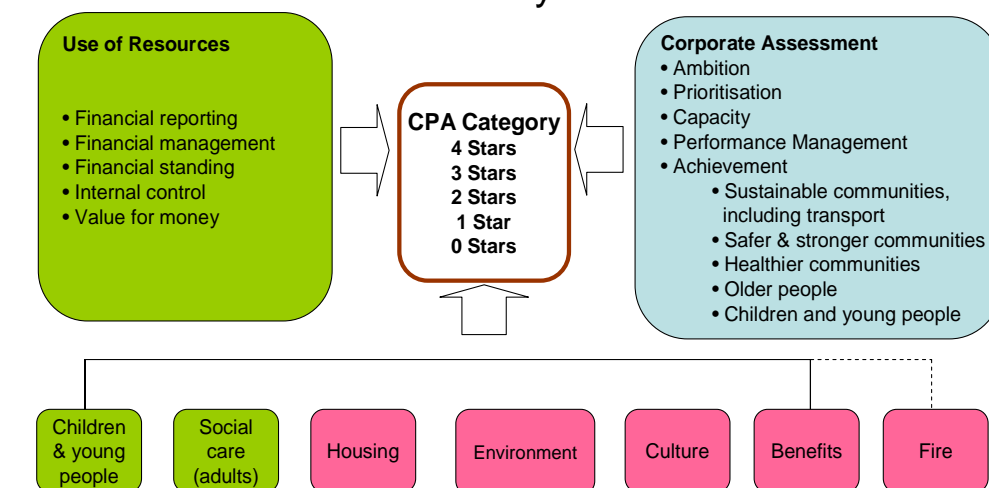 Use of Resources
• Financial reporting
• Financial management
• Financial standing
• Internal control
• Value for money
CPA Category
4 Stars
3 Stars
2 Stars
1 Star
0 Stars
Corporate Assessment
• Ambition
• Prioritisation
• Capacity
• Performance Management
• Achievement
• Sustainable communities,
including transport
• Safer & stronger communities
• Healthier communities
• Older people
• Children and young people
Children
& young
people
Social
care
(adults)
Housing
Environment
Culture
Benefits
Fire